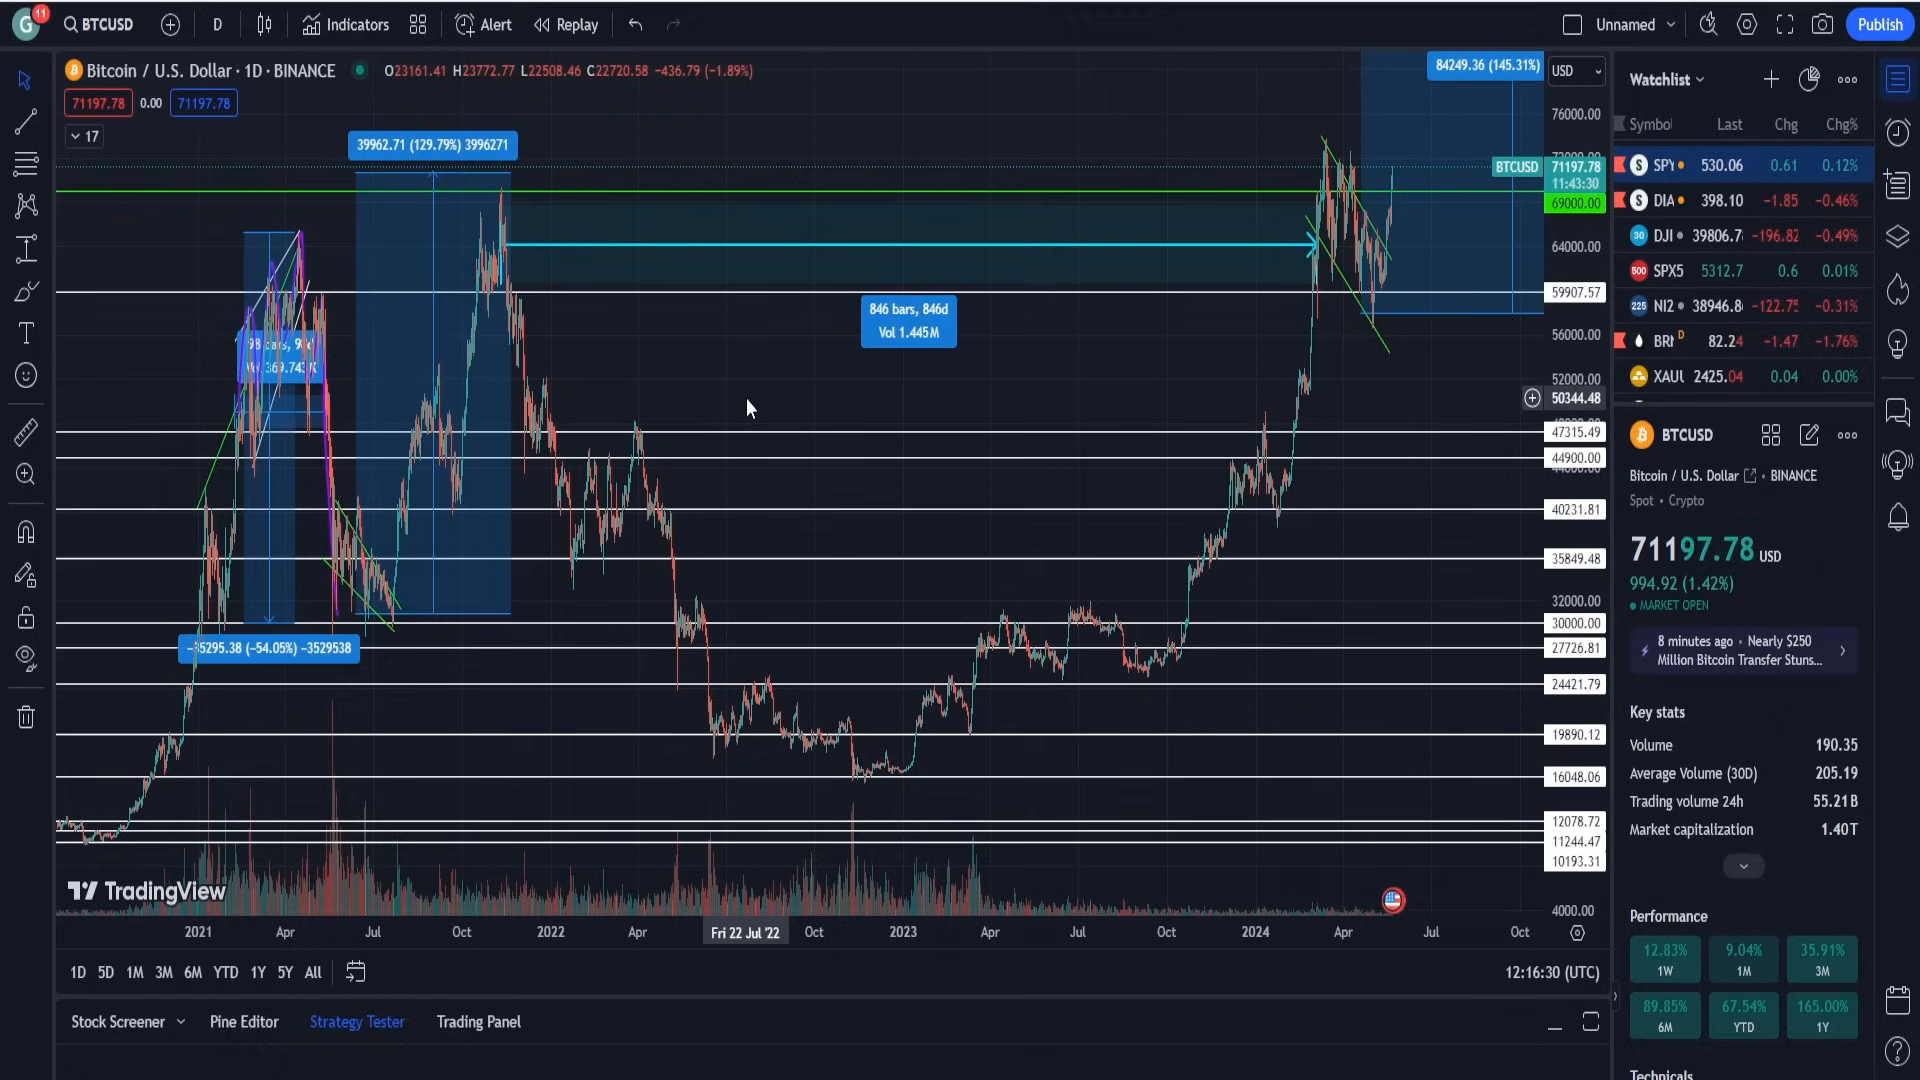 G 11
BTCUSD
D
Indicators
Alert
Replay
Unnamed
Publish
Bitcoin / U.S. Dollar · 1D · BINANCE
O23161.41 H23772.77 L22508.46 C22720.58 -436.79 (-1.89%)
71197.78 0.00 71197.78
17
39962.71 (129.79%) 3996271
84249.36 (145.31%)
USD
76000.00
BTCUSD 71197.78
11:43:30
69000.00
64000.00
59907.57
846 bars, 846d
Vol 1.445M
56000.00
52000.00
50344.48
47315.49
44900.00
40231.81
35849.48
32000.00
30000.00
27726.81
(-54.05%) -3529538
24421.79
19890.12
16048.06
12078.72
11244.47
10193.31
4000.00
TradingView
2021 Apr Jul Oct 2022 Apr Fri 22 Jul '22 Oct 2023 Apr Jul Oct 2024 Apr Jul Oct
1D 5D 1M 3M 6M YTD 1Y 5Y All
12:16:30 (UTC)
Stock Screener Pine Editor Strategy Tester Trading Panel
Watchlist
Symbol Last Chg Chg%
S SPY 530.06 0.61 0.12%
S DIA 398.10 -1.85 -0.46%
30 DJI 39806.7 -196.82 -0.49%
500 SPX5 5312.7 0.6 0.01%
225 NI2 38946.8 -122.75 -0.31%
D 82.24 -1.47 -1.76%
XAUU 2425.04 0.04 0.00%
BTCUSD
Bitcoin / U.S. Dollar • BINANCE
Spot • Crypto
71197.78 USD
994.92 (1.42%)
MARKET OPEN
8 minutes ago • Nearly $250
Million Bitcoin Transfer Stuns...
Key stats
Volume 190.35
Average Volume (30D) 205.19
Trading volume 24h 55.21B
Market capitalization 1.40T
Performance
12.83% 9.04% 35.91%
1W 1M 3M
89.85% 67.54% 165.00%
6M YTD 1Y
Technicals